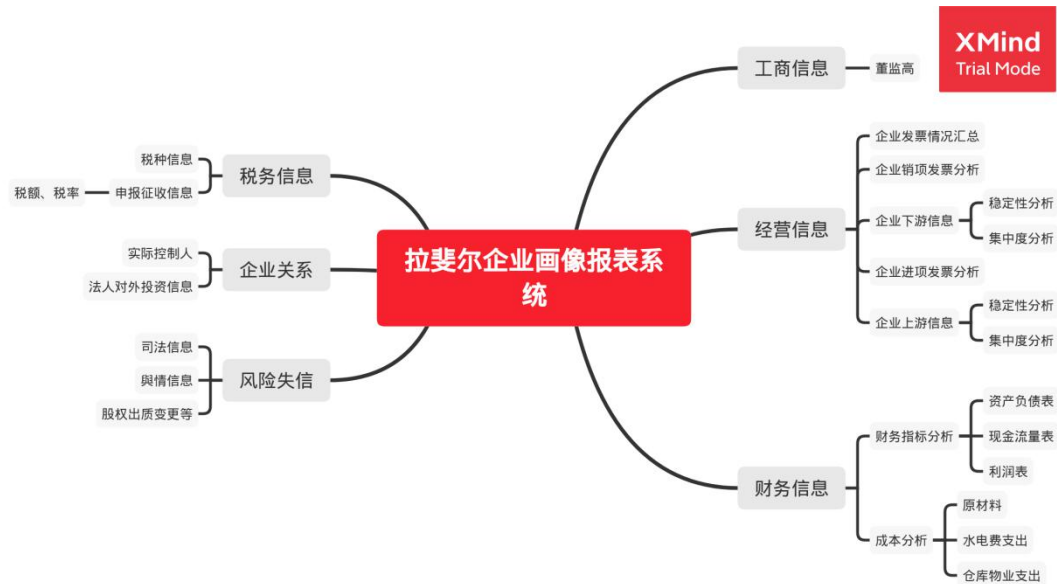 XMind
Trial Mode
拉斐尔企业画像报表系
统
工商信息
董监高
经营信息
企业发票情况汇总
企业销项发票分析
企业下游信息
稳定性分析
集中度分析
企业进项发票分析
企业上游信息
稳定性分析
集中度分析
财务信息
财务指标分析
资产负债表
现金流量表
利润表
成本分析
原材料
水电费支出
仓库物业支出
税务信息
税种信息
申报征收信息
税额、税率
企业关系
实际控制人
法人对外投资信息
风险失信
司法信息
舆情信息
股权出质变更等